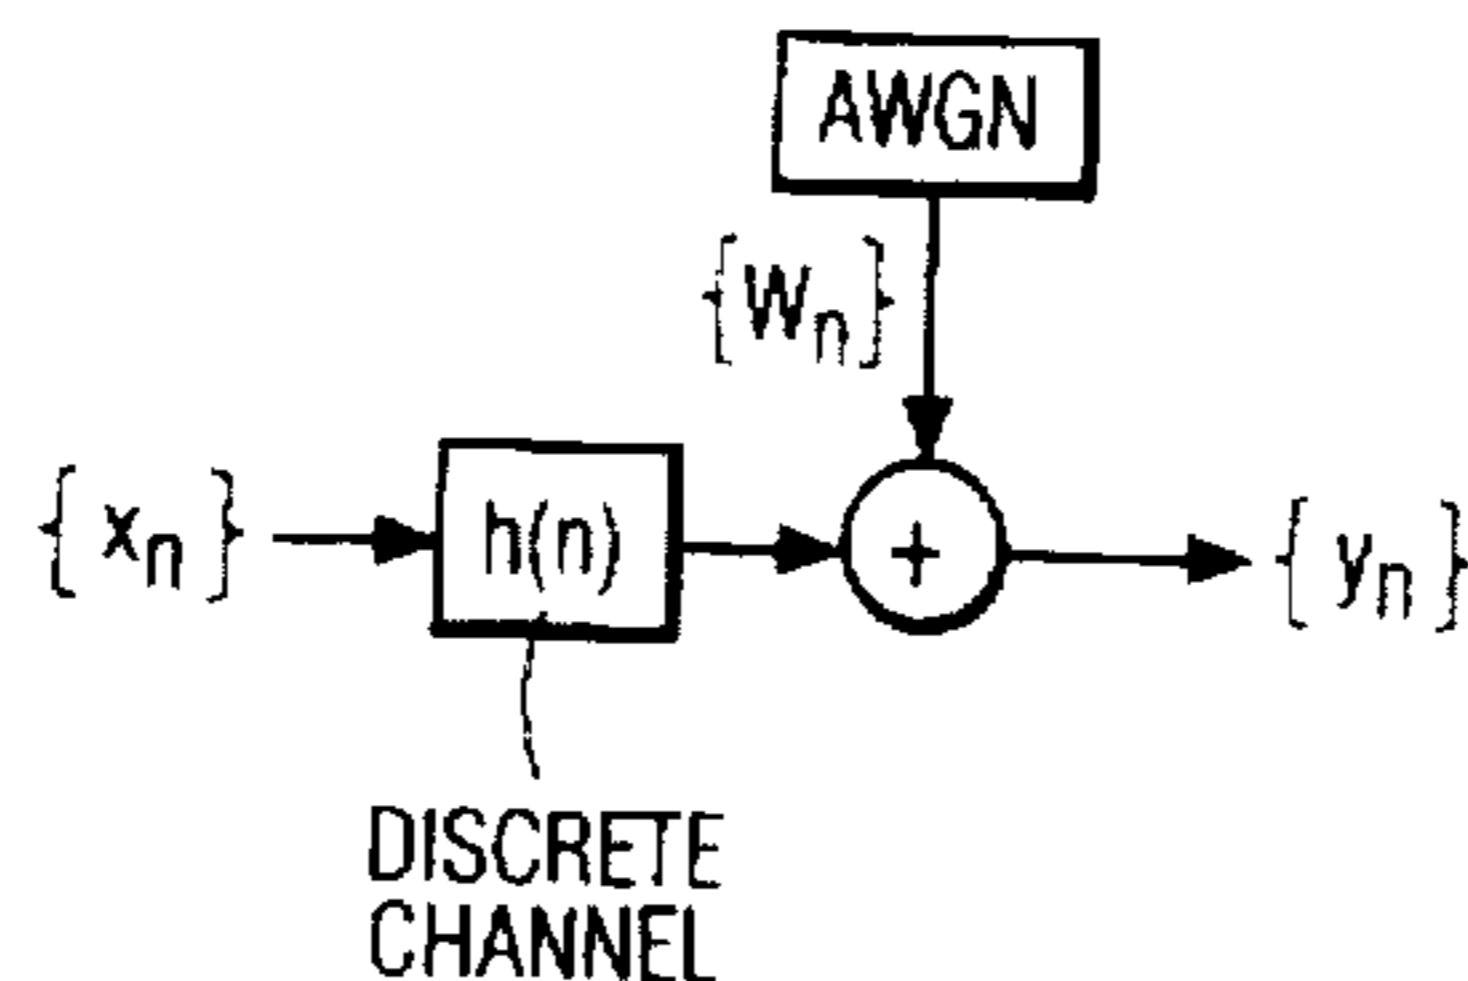 AWGN
{Wn}
{xn}
h(n)
+
{yn}
DISCRETE
CHANNEL